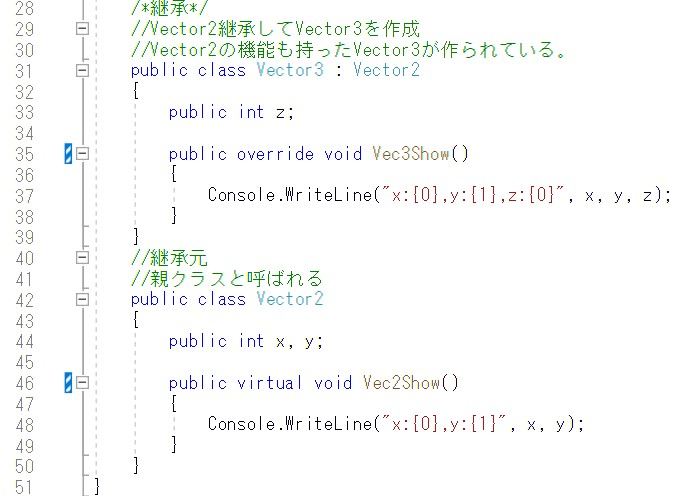 28 /*継承*/
29 //Vector2継承してVector3を作成
30 //Vector2の機能も持ったVector3が作られている。
31 public class Vector3 : Vector2
32 {
33 public int z;
34
35 public override void Vec3Show()
36 {
37 Console.WriteLine("x:{0},y:{1},z:{0}", x, y, z);
38 }
39 }
40 //継承元
41 //親クラスと呼ばれる
42 public class Vector2
43 {
44 public int x, y;
45
46 public virtual void Vec2Show()
47 {
48 Console.WriteLine("x:{0},y:{1}", x, y);
49 }
50 }
51 }